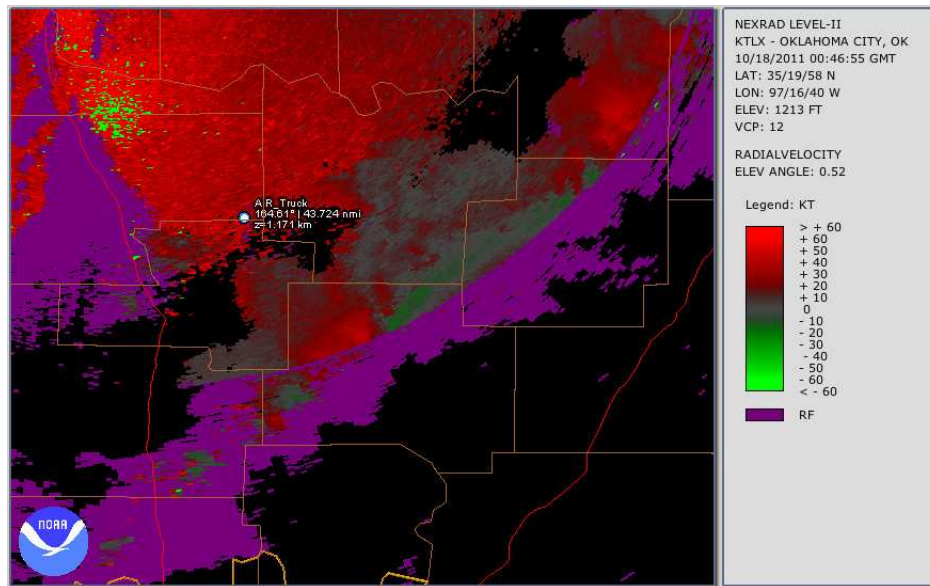 NEXRAD LEVEL-II
KTLX - OKLAHOMA CITY, OK
10/18/2011 00:46:55 GMT
LAT: 35/19/58 N
LON: 97/16/40 W
ELEV: 1213 FT
VCP: 12
RADIALVELOCITY
ELEV ANGLE: 0.52
Legend: KT
> + 60
+ 60
+ 50
+ 40
+ 30
+ 20
+ 10
0
- 10
- 20
- 30
- 40
- 50
- 60
< - 60
RF
A R_Truck
164.61° | 43.724 nmi
z=1.171 km
NOAA